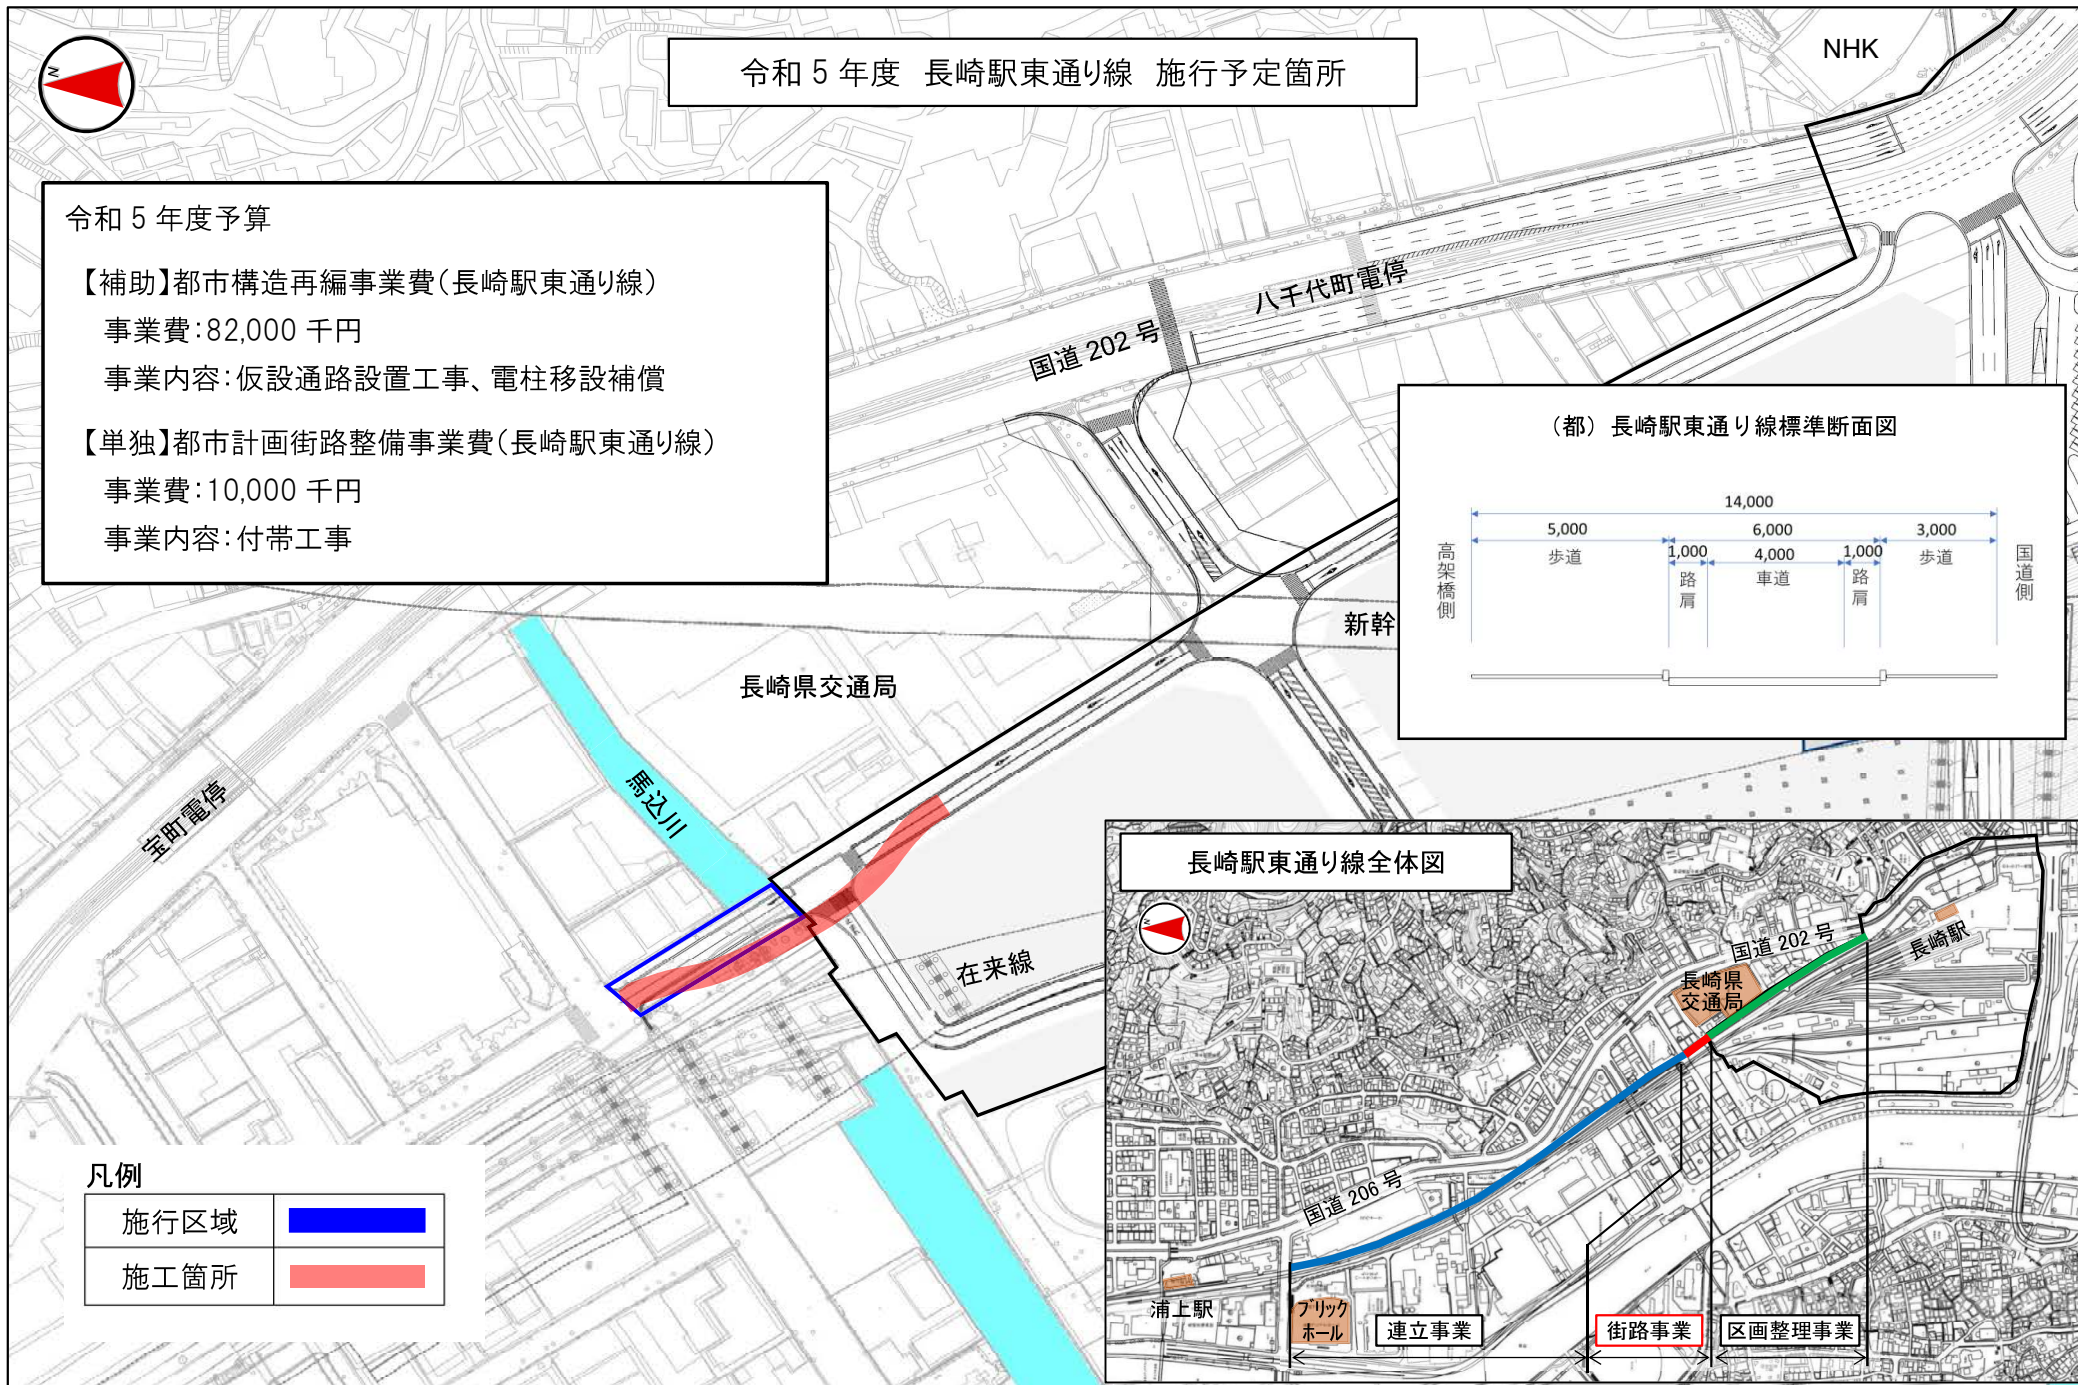 N
令和５年度 長崎駅東通り線 施行予定箇所
NHK
令和５年度予算
【補助】都市構造再編事業費（長崎駅東通り線）
事業費：82,000 千円
事業内容：仮設通路設置工事、電柱移設補償
【単独】都市計画街路整備事業費（長崎駅東通り線）
事業費：10,000 千円
事業内容：付帯工事
八千代町電停
国道 202 号
（都）長崎駅東通り線標準断面図
14,000
5,000
6,000
3,000
歩道
1,000
4,000
1,000
歩道
路肩
車道
路肩
高架橋側
国道側
新幹
長崎県交通局
馬込川
宝町電停
在来線
長崎駅東通り線全体図
N
国道 202 号
長崎駅
長崎県
交通局
国道 206 号
浦上駅
ブリック
ホール
連立事業
街路事業
区画整理事業
凡例
施行区域
施工箇所